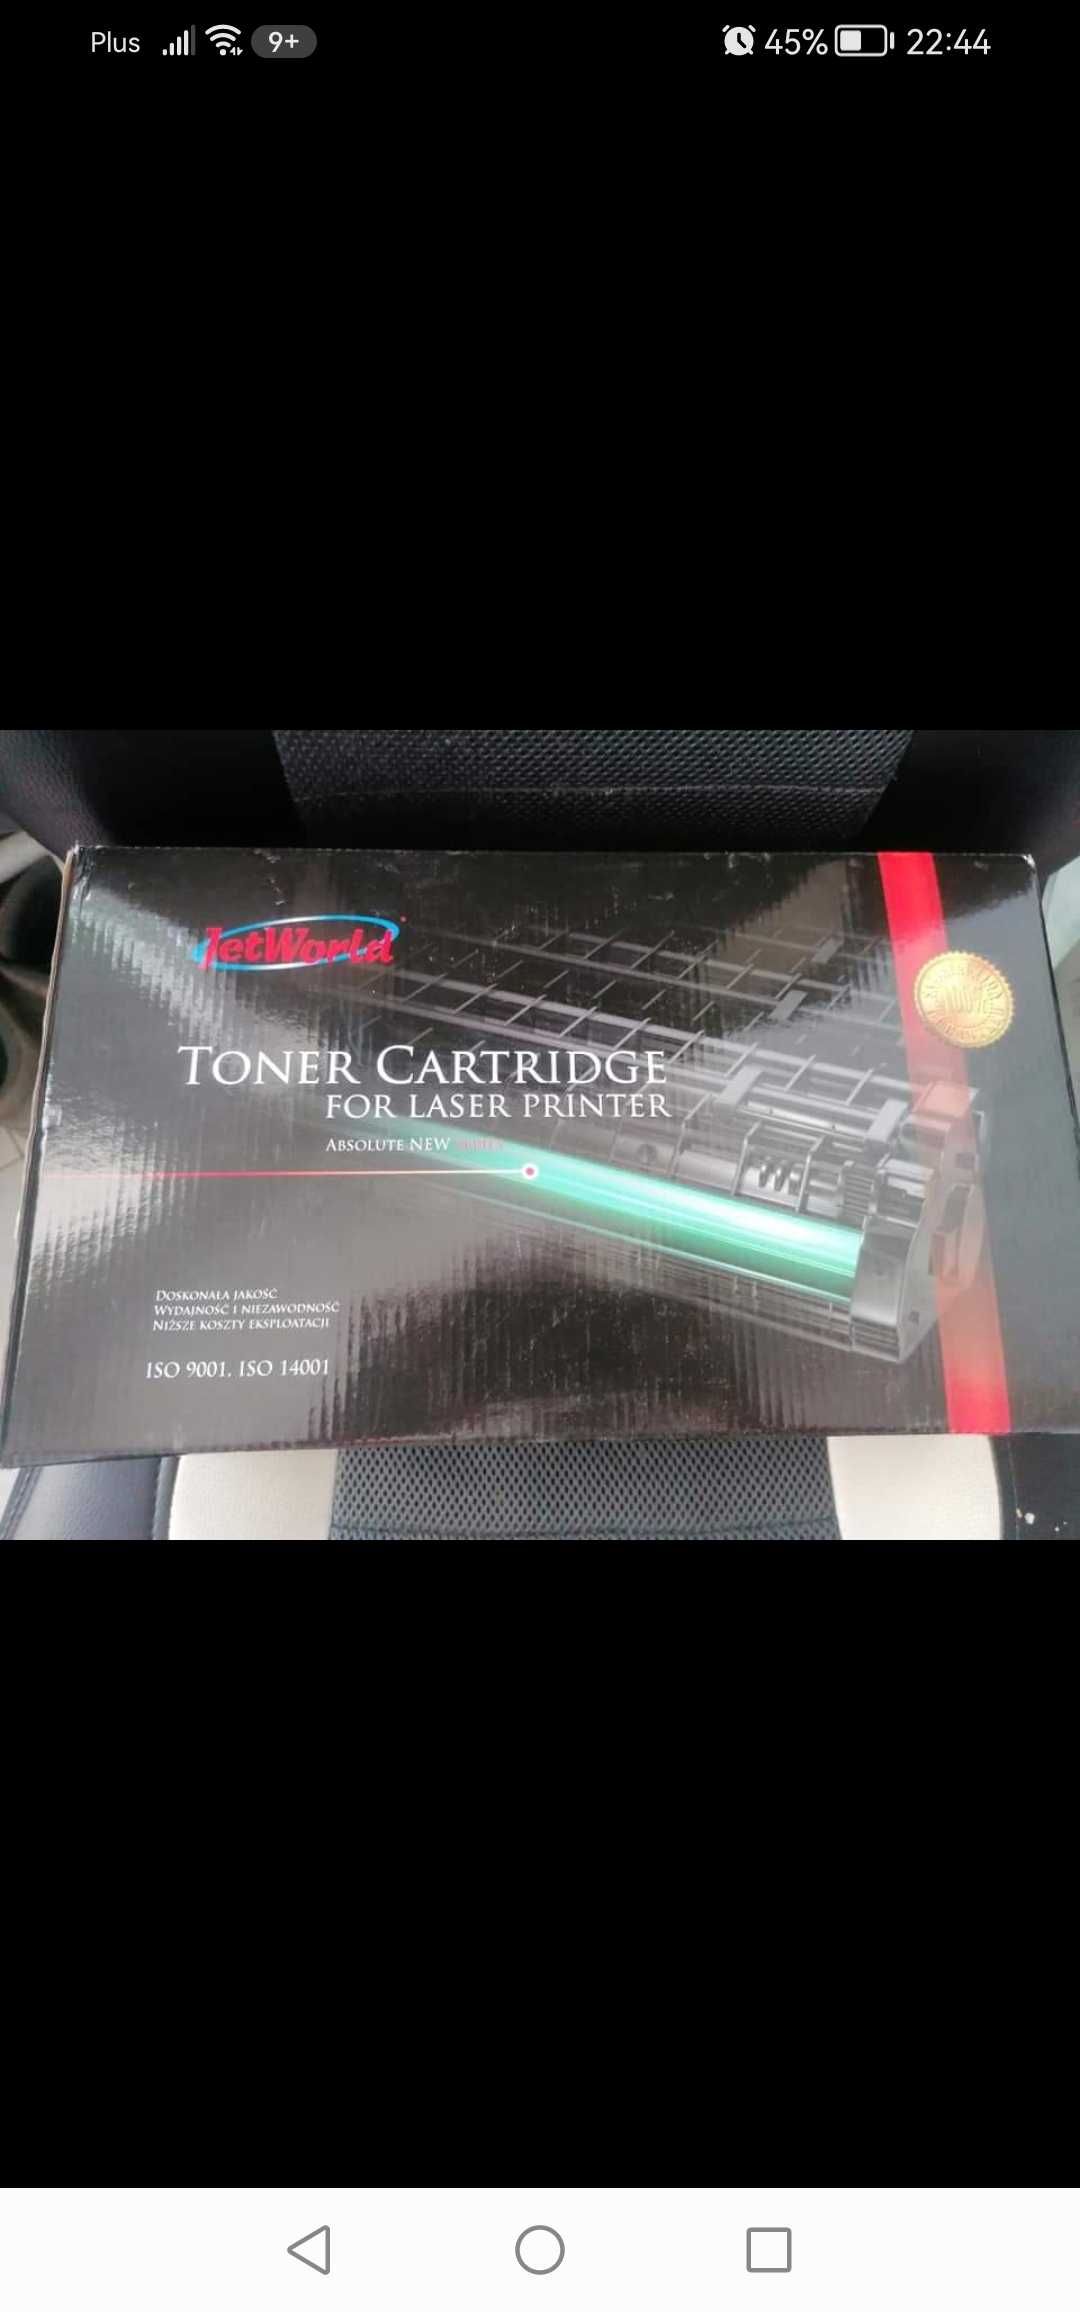 Plus 9+ 45% 22:44
JetWorld
TONER CARTRIDGE
FOR LASER PRINTER
ABSOLUTE NEW
DOSKONAŁA JAKOŚĆ
WYDAJNOŚĆ I NIEZAWODNOŚĆ
NIŻSZE KOSZTY EKSPLOATACJI
ISO 9001, ISO 14001